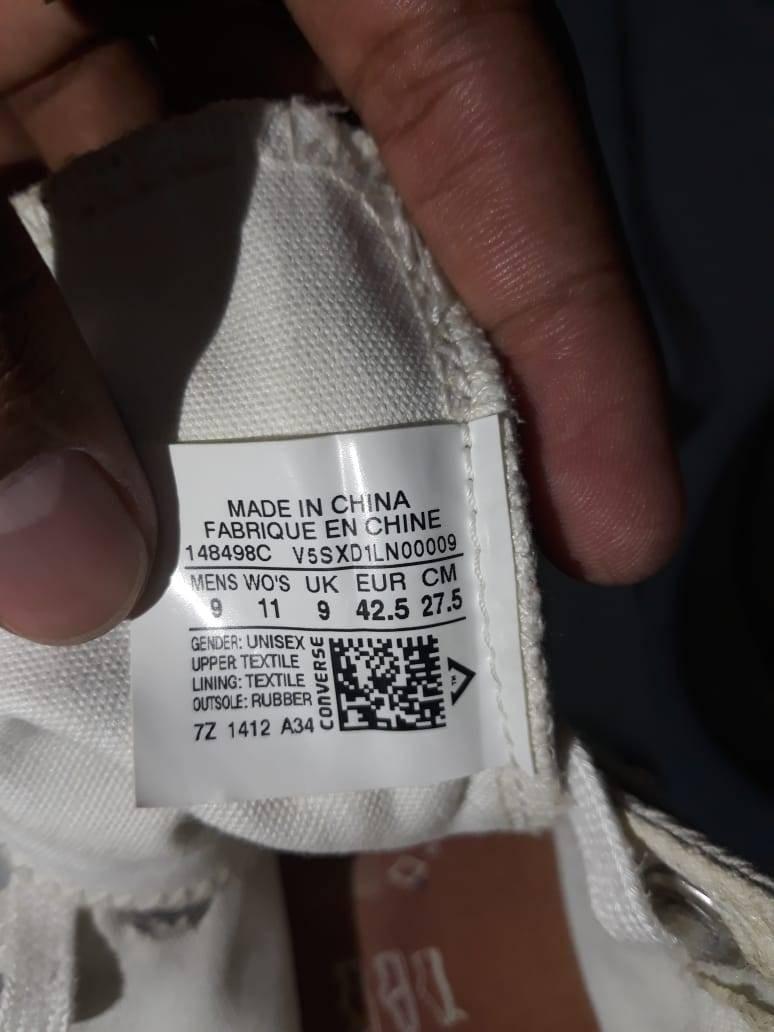 MADE IN CHINA
FABRIQUE EN CHINE
148498C V5SXD1LN00009
MENS WO'S UK EUR CM
9 11 9 42.5 27.5
GENDER: UNISEX
UPPER TEXTILE
LINING: TEXTILE
OUTSOLE: RUBBER
7Z 1412 A34
CONVERSE
TM